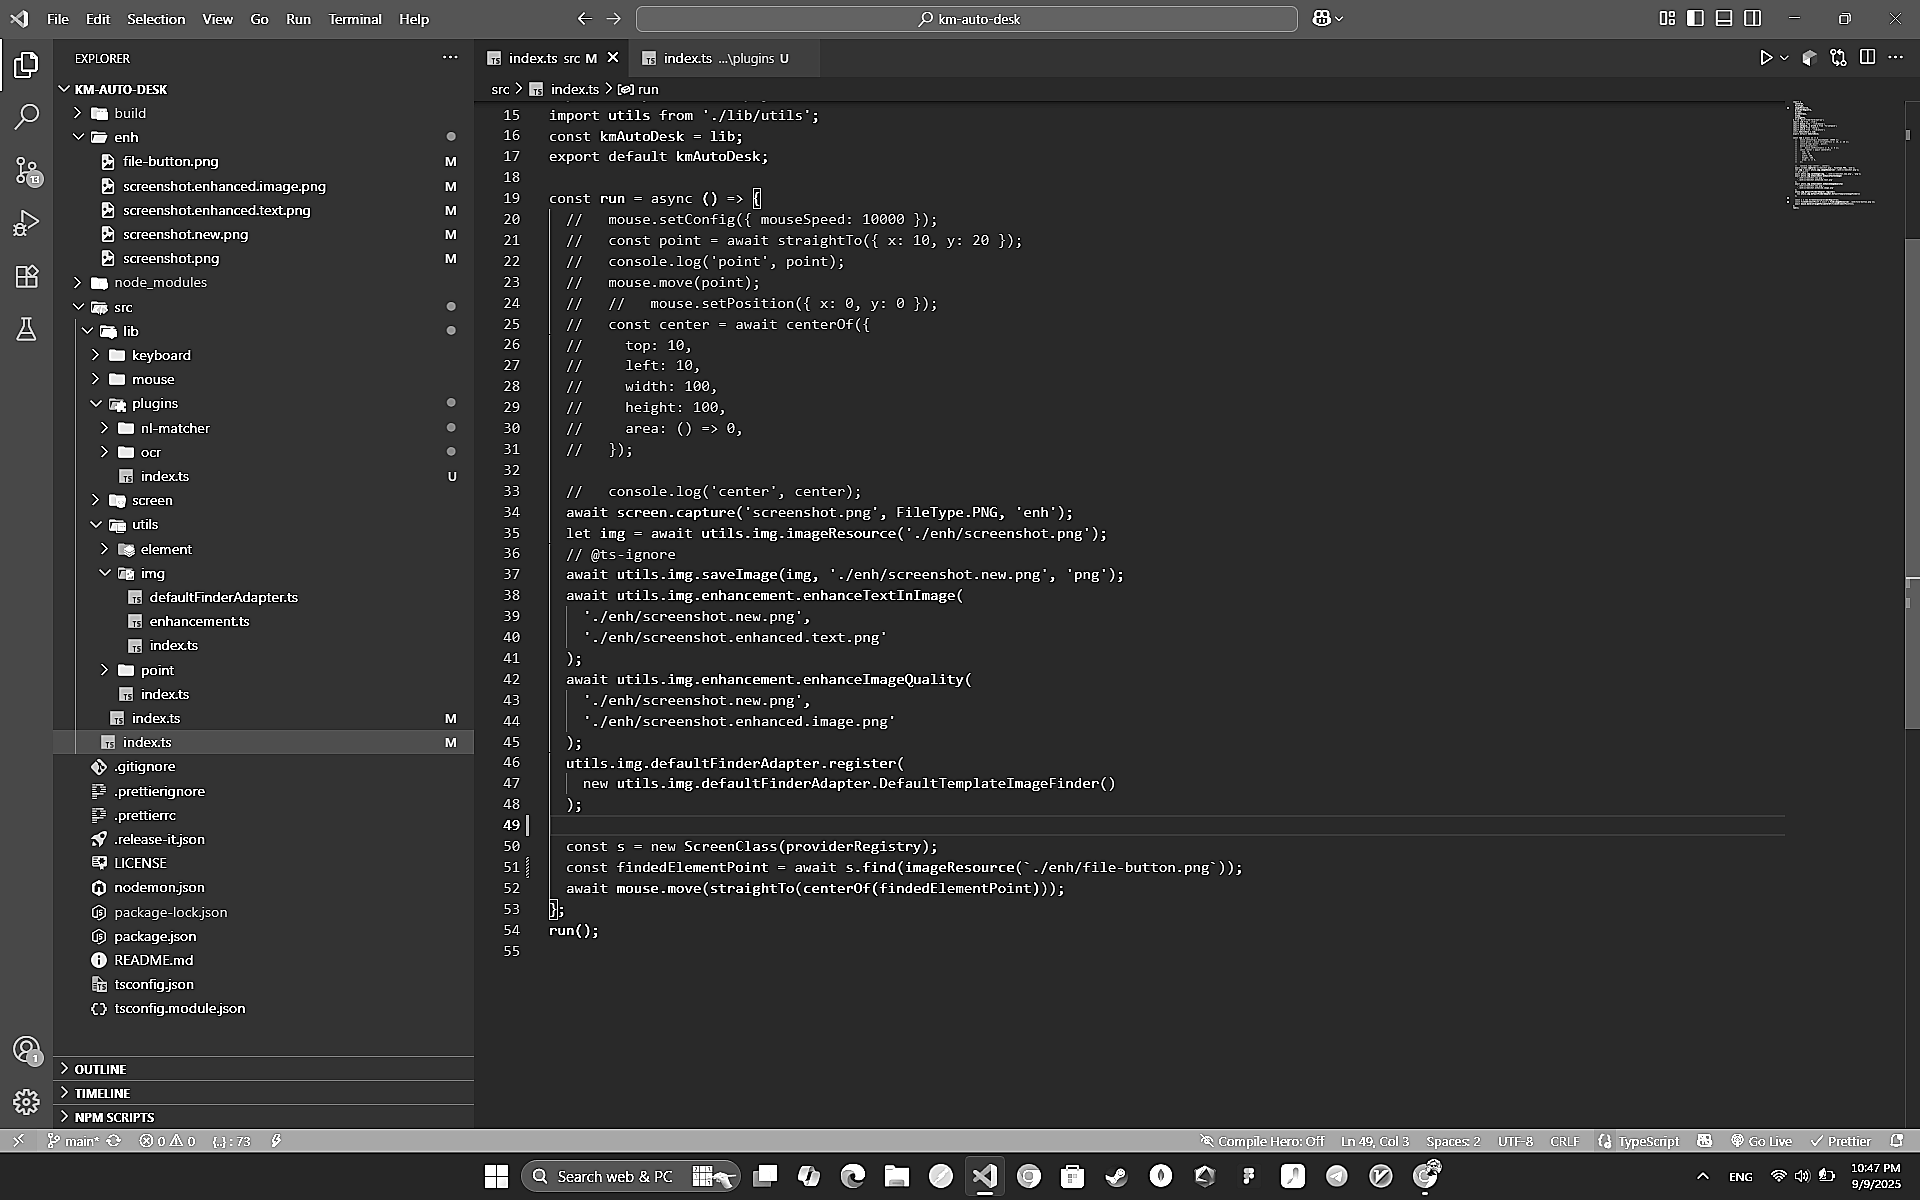 File Edit Selection View Go Run Terminal Help
km-auto-desk
EXPLORER
KM-AUTO-DESK
build
enh
file-button.png M
screenshot.enhanced.image.png M
screenshot.enhanced.text.png M
screenshot.new.png M
screenshot.png M
node_modules
src
lib
keyboard
mouse
plugins
nl-matcher
ocr
index.ts U
screen
utils
element
img
defaultFinderAdapter.ts
enhancement.ts
index.ts
point
index.ts
index.ts M
index.ts M
.gitignore
.prettierignore
.prettierrc
.release-it.json
LICENSE
nodemon.json
package-lock.json
package.json
README.md
tsconfig.json
tsconfig.module.json
OUTLINE
TIMELINE
NPM SCRIPTS
13
1
index.ts src M
index.ts ...\plugins U
src > index.ts > run
15 import utils from './lib/utils';
16 const kmAutoDesk = lib;
17 export default kmAutoDesk;
18
19 const run = async () => {
20 //   mouse.setConfig({ mouseSpeed: 10000 });
21 //   const point = await straightTo({ x: 10, y: 20 });
22 //   console.log('point', point);
23 //   mouse.move(point);
24 //   //   mouse.setPosition({ x: 0, y: 0 });
25 //   const center = await centerOf({
26 //     top: 10,
27 //     left: 10,
28 //     width: 100,
29 //     height: 100,
30 //     area: () => 0,
31 //   });
32
33 //   console.log('center', center);
34 await screen.capture('screenshot.png', FileType.PNG, 'enh');
35 let img = await utils.img.imageResource('./enh/screenshot.png');
36 // @ts-ignore
37 await utils.img.saveImage(img, './enh/screenshot.new.png', 'png');
38 await utils.img.enhancement.enhanceTextInImage(
39 './enh/screenshot.new.png',
40 './enh/screenshot.enhanced.text.png'
41 );
42 await utils.img.enhancement.enhanceImageQuality(
43 './enh/screenshot.new.png',
44 './enh/screenshot.enhanced.image.png'
45 );
46 utils.img.defaultFinderAdapter.register(
47 new utils.img.defaultFinderAdapter.DefaultTemplateImageFinder()
48 );
49
50 const s = new ScreenClass(providerRegistry);
51 const findedElementPoint = await s.find(imageResource(`./enh/file-button.png`));
52 await mouse.move(straightTo(centerOf(findedElementPoint)));
53 };
54 run();
55
main* 0 0 {..} : 73 Compile Hero: Off Ln 49, Col 3 Spaces: 2 UTF-8 CRLF TypeScript Go Live Prettier
Search web & PC ENG 10:47 PM
9/9/2025